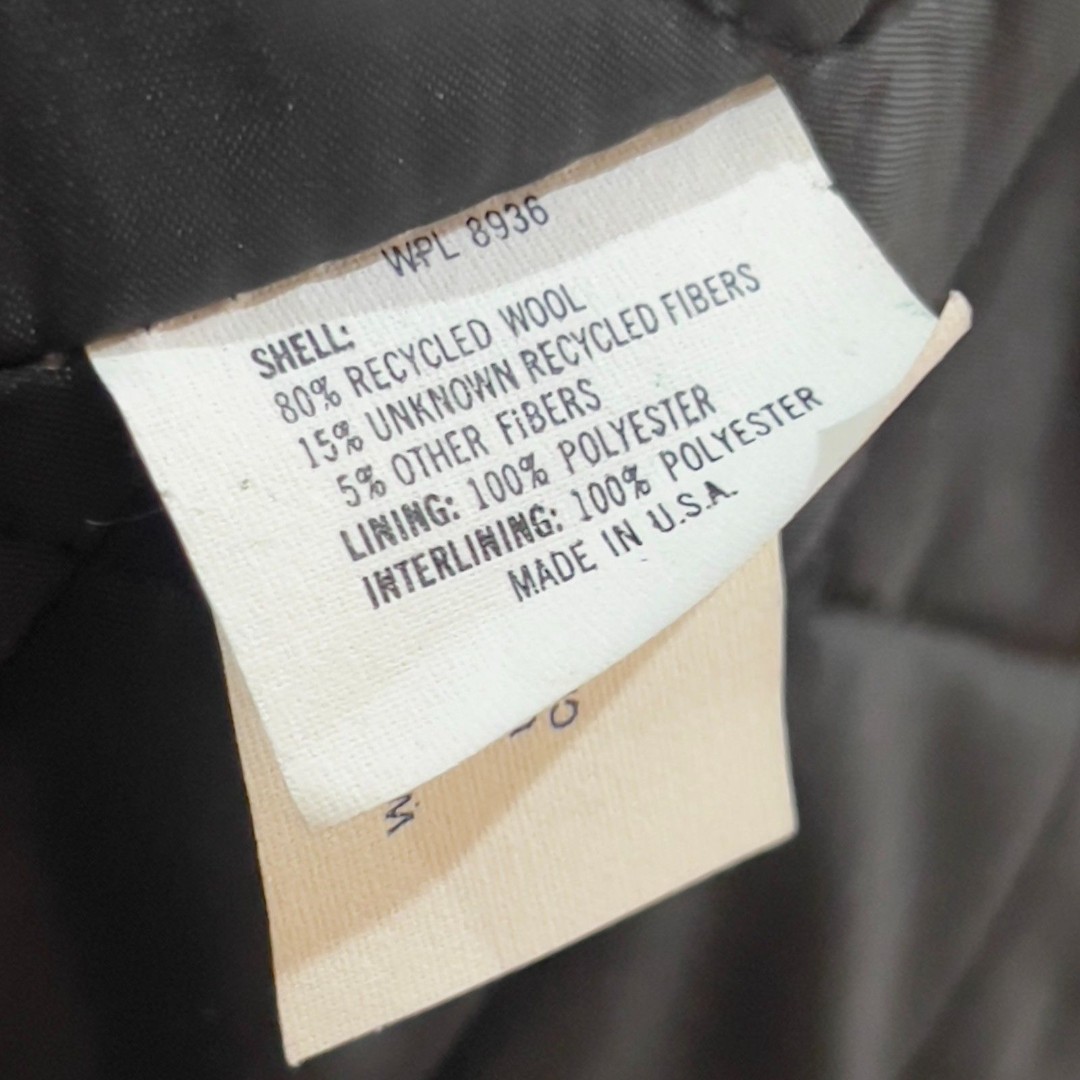 WPL 8936
SHELL:
80% RECYCLED WOOL
15% UNKNOWN RECYCLED FIBERS
5% OTHER FIBERS
LINING: 100% POLYESTER
INTERLINING: 100% POLYESTER
MADE IN U.S.A.